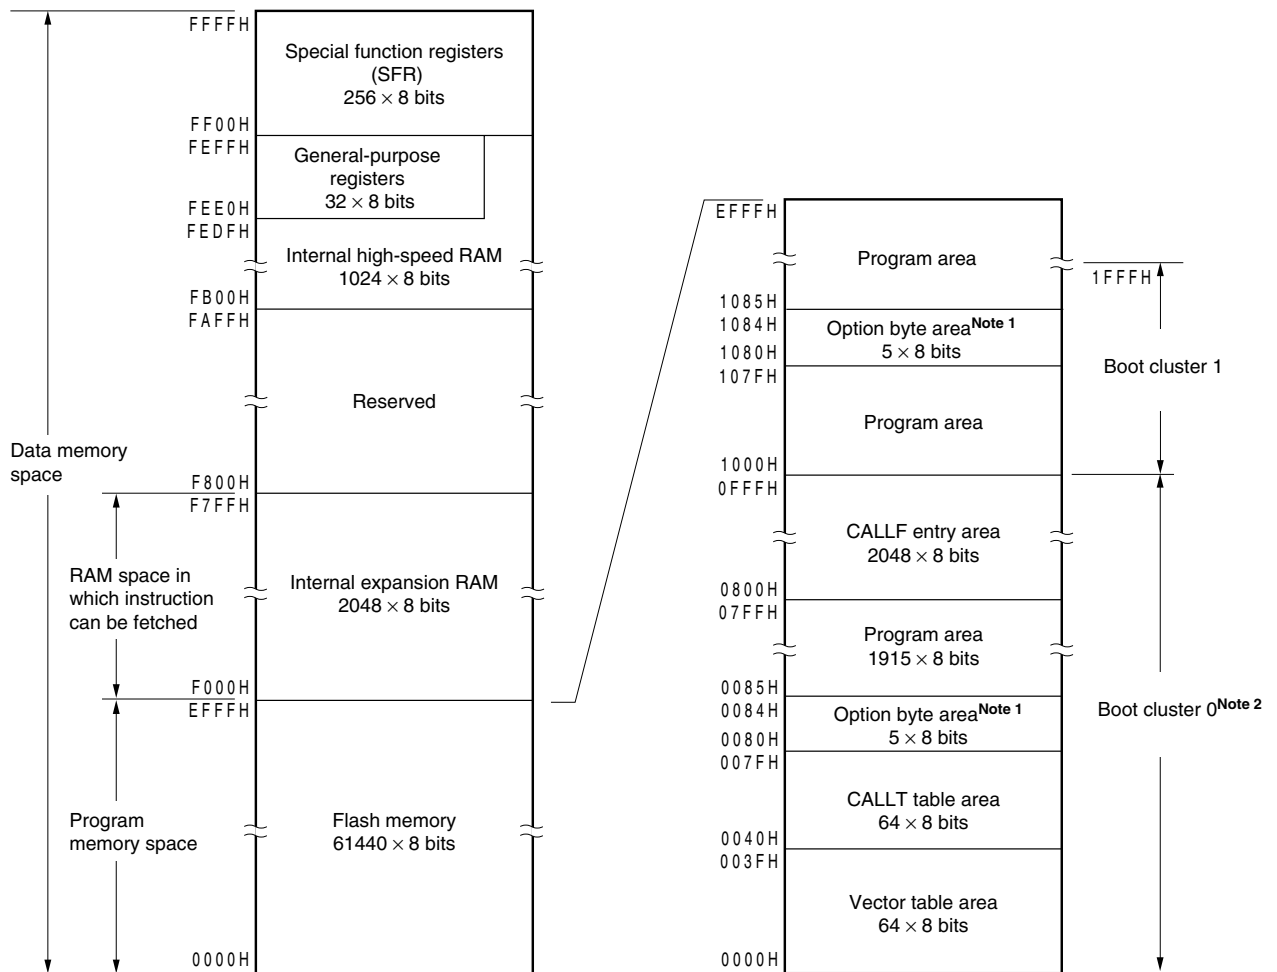 FFFFH
Special function registers
(SFR)
256 × 8 bits
FF00H
FEFFH
General-purpose
registers
32 × 8 bits
FEE0H
FEDFH
Internal high-speed RAM
1024 × 8 bits
FB00H
FAFFH
Reserved
Data memory
space
F800H
F7FFH
RAM space in
which instruction
can be fetched
Internal expansion RAM
2048 × 8 bits
F000H
EFFFH
Program
memory space
Flash memory
61440 × 8 bits
0000H
EFFFH
Program area
1FFFH
1085H
1084H
Option byte area Note 1
5 × 8 bits
1080H
107FH
Boot cluster 1
Program area
1000H
0FFFH
CALLF entry area
2048 × 8 bits
0800H
07FFH
Program area
1915 × 8 bits
0085H
0084H
Option byte area Note 1
5 × 8 bits
Boot cluster 0 Note 2
0080H
007FH
CALLT table area
64 × 8 bits
0040H
003FH
Vector table area
64 × 8 bits
0000H